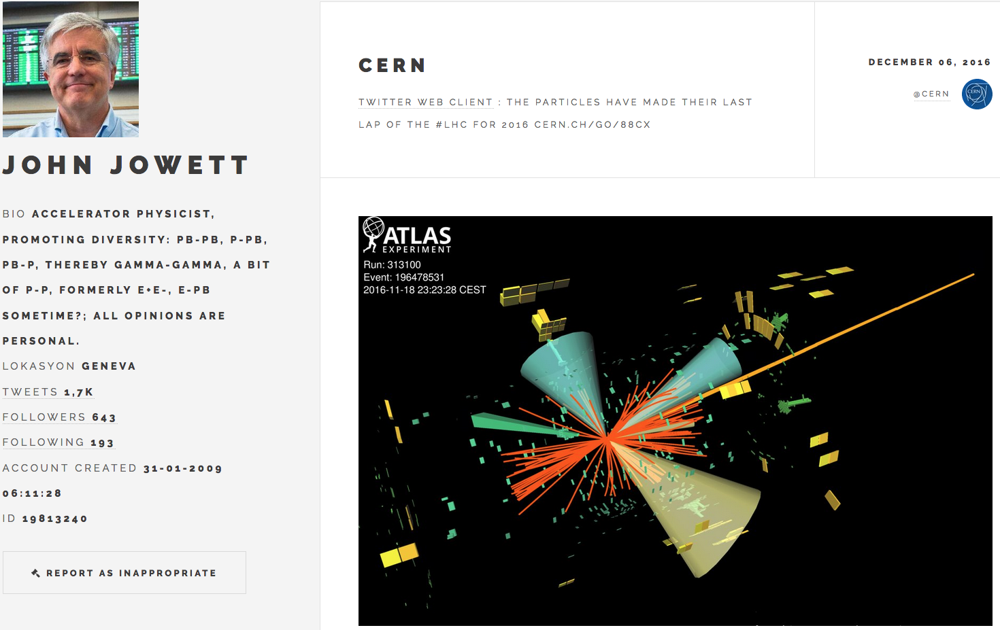 JOHN JOWETT
BIO ACCELERATOR PHYSICIST,
PROMOTING DIVERSITY: PB-PB, P-PB,
PB-P, THEREBY GAMMA-GAMMA, A BIT
OF P-P, FORMERLY E+E-, E-PB
SOMETIME?; ALL OPINIONS ARE
PERSONAL.
LOKASYON GENEVA
TWEETS 1,7K
FOLLOWERS 643
FOLLOWING 193
ACCOUNT CREATED 31-01-2009
06:11:28
ID 19813240
REPORT AS INAPPROPRIATE
CERN
TWITTER WEB CLIENT : THE PARTICLES HAVE MADE THEIR LAST
LAP OF THE #LHC FOR 2016 CERN.CH/GO/88CX
DECEMBER 06, 2016
@CERN
CERN
ATLAS
EXPERIMENT
Run: 313100
Event: 196478531
2016-11-18 23:23:28 CEST